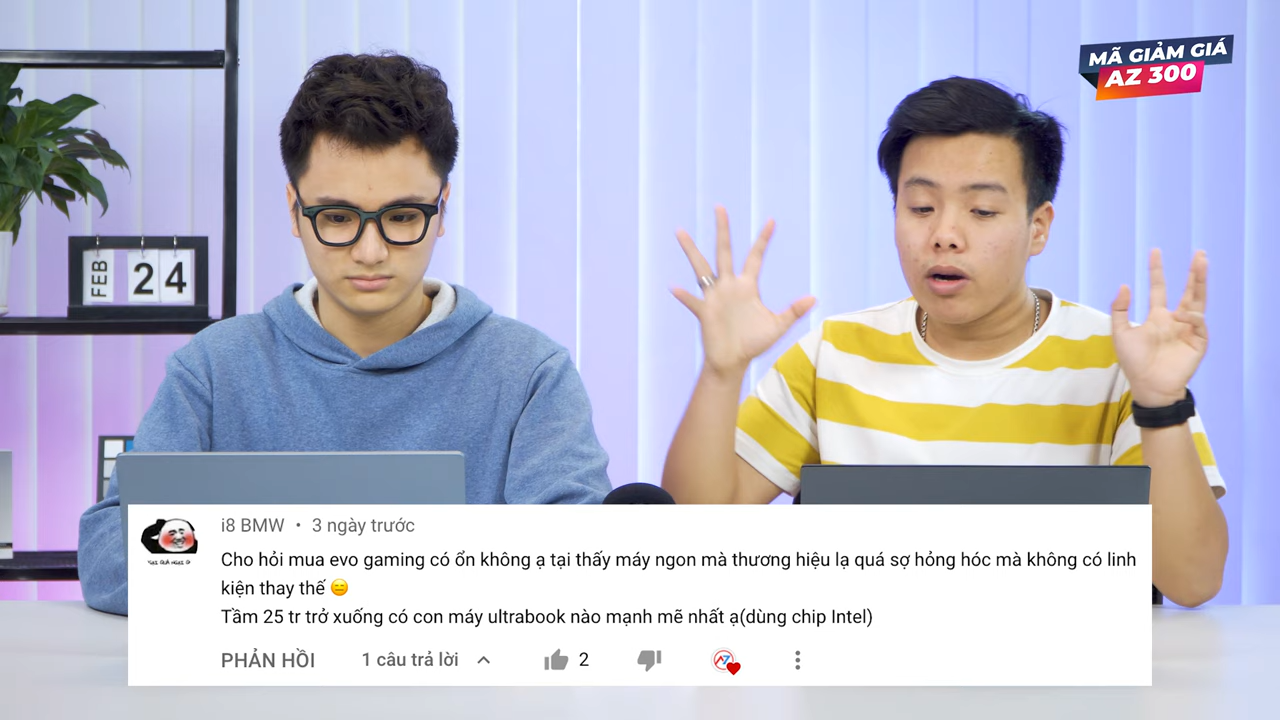 MÃ GIẢM GIÁ
AZ 300
FEB 24
i8 BMW • 3 ngày trước
Cho hỏi mua evo gaming có ổn không ạ tại thấy máy ngon mà thương hiệu lạ quá sợ hỏng hóc mà không có linh
kiện thay thế 😑
Tầm 25 tr trở xuống có con máy ultrabook nào mạnh mẽ nhất ạ(dùng chip Intel)
PHẢN HỒI 1 câu trả lời 2